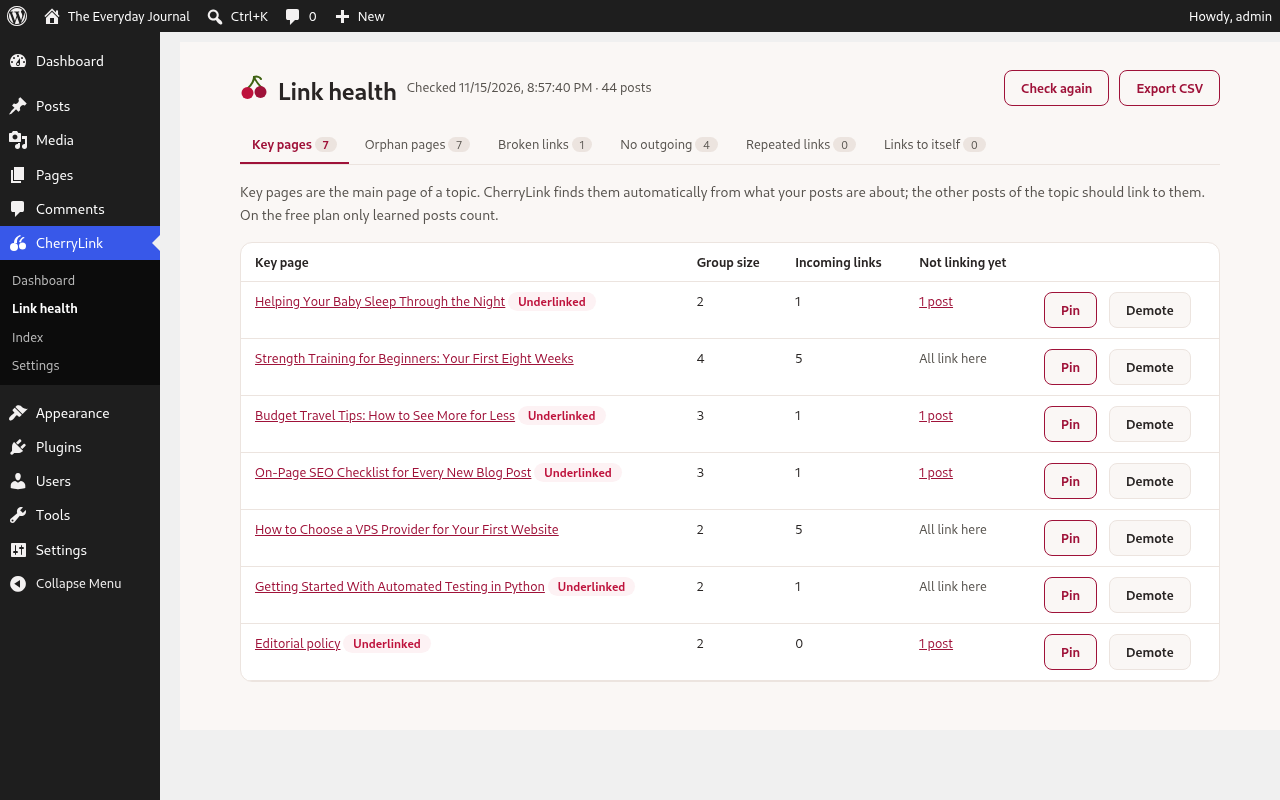 The Everyday Journal
Ctrl+K
0
New
Howdy, admin
Dashboard
Posts
Media
Pages
Comments
CherryLink
Dashboard
Link health
Index
Settings
Appearance
Plugins
Users
Tools
Settings
Collapse Menu
Link health
Checked 11/15/2026, 8:57:40 PM · 44 posts
Check again
Export CSV
Key pages 7
Orphan pages 7
Broken links 1
No outgoing 4
Repeated links 0
Links to itself 0
Key pages are the main page of a topic. CherryLink finds them automatically from what your posts are about; the other posts of the topic should link to them.
On the free plan only learned posts count.
Key page Group size Incoming links Not linking yet
Helping Your Baby Sleep Through the Night Underlinked 2 1 1 post Pin Demote
Strength Training for Beginners: Your First Eight Weeks 4 5 All link here Pin Demote
Budget Travel Tips: How to See More for Less Underlinked 3 1 1 post Pin Demote
On-Page SEO Checklist for Every New Blog Post Underlinked 3 1 1 post Pin Demote
How to Choose a VPS Provider for Your First Website 2 5 All link here Pin Demote
Getting Started With Automated Testing in Python Underlinked 2 1 All link here Pin Demote
Editorial policy Underlinked 2 0 1 post Pin Demote